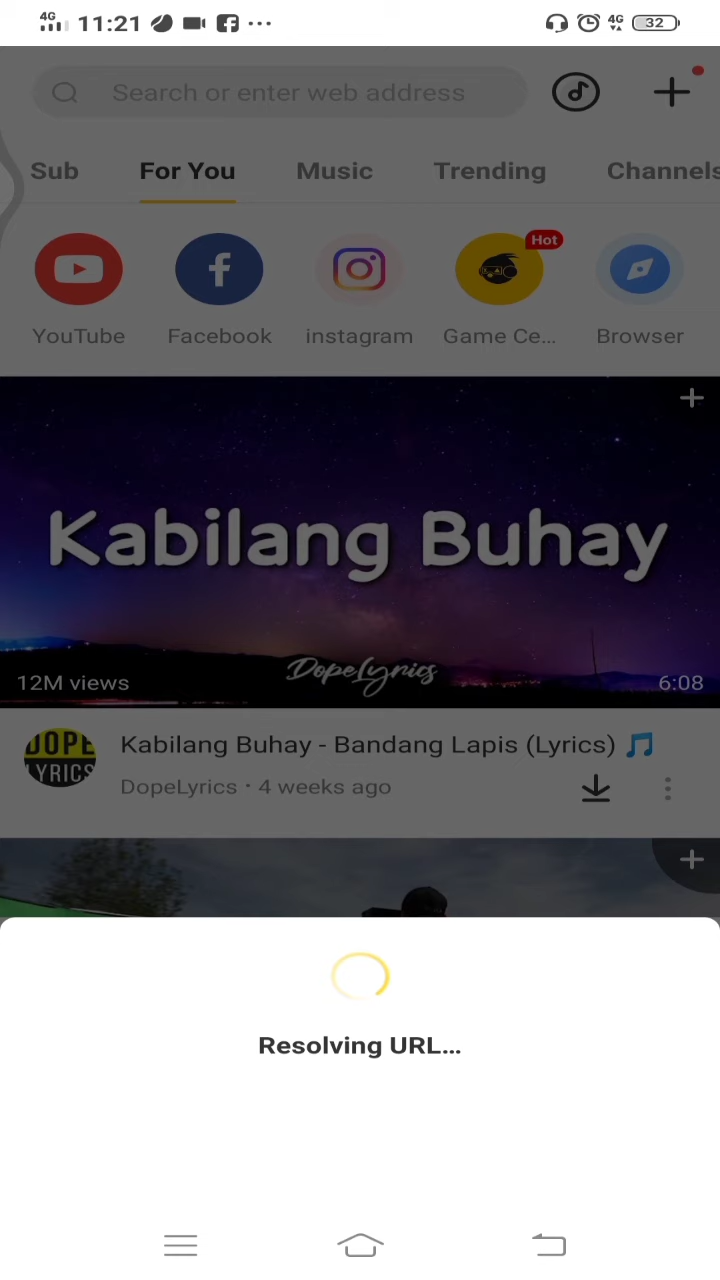 4G 11:21 4G 32
Search or enter web address
Sub For You Music Trending Channels
Hot
YouTube Facebook instagram Game Ce... Browser
Kabilang Buhay
DopeLyrics
12M views 6:08
DOPE
LYRICS
Kabilang Buhay - Bandang Lapis (Lyrics) 🎵
DopeLyrics · 4 weeks ago
Resolving URL...